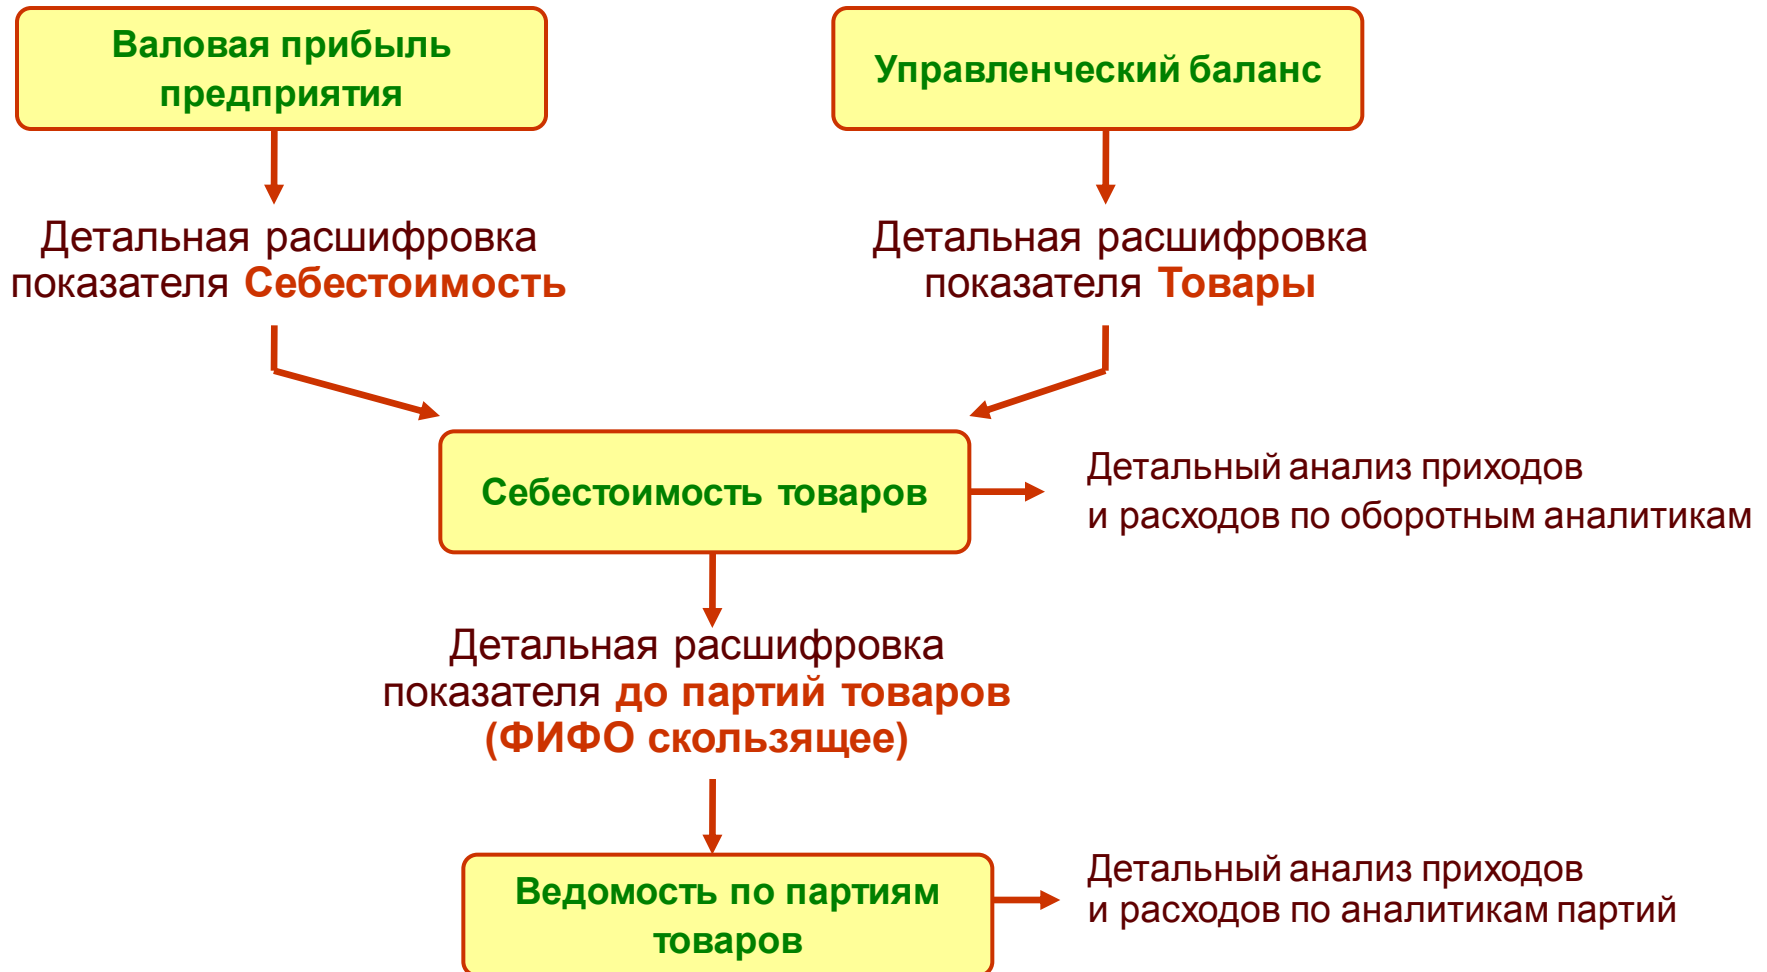 Валовая прибыль
предприятия
Управленческий баланс
Детальная расшифровка
показателя Себестоимость
Детальная расшифровка
показателя Товары
Себестоимость товаров
Детальный анализ приходов
и расходов по оборотным аналитикам
Детальная расшифровка
показателя до партий товаров
(ФИФО скользящее)
Ведомость по партиям
товаров
Детальный анализ приходов
и расходов по аналитикам партий